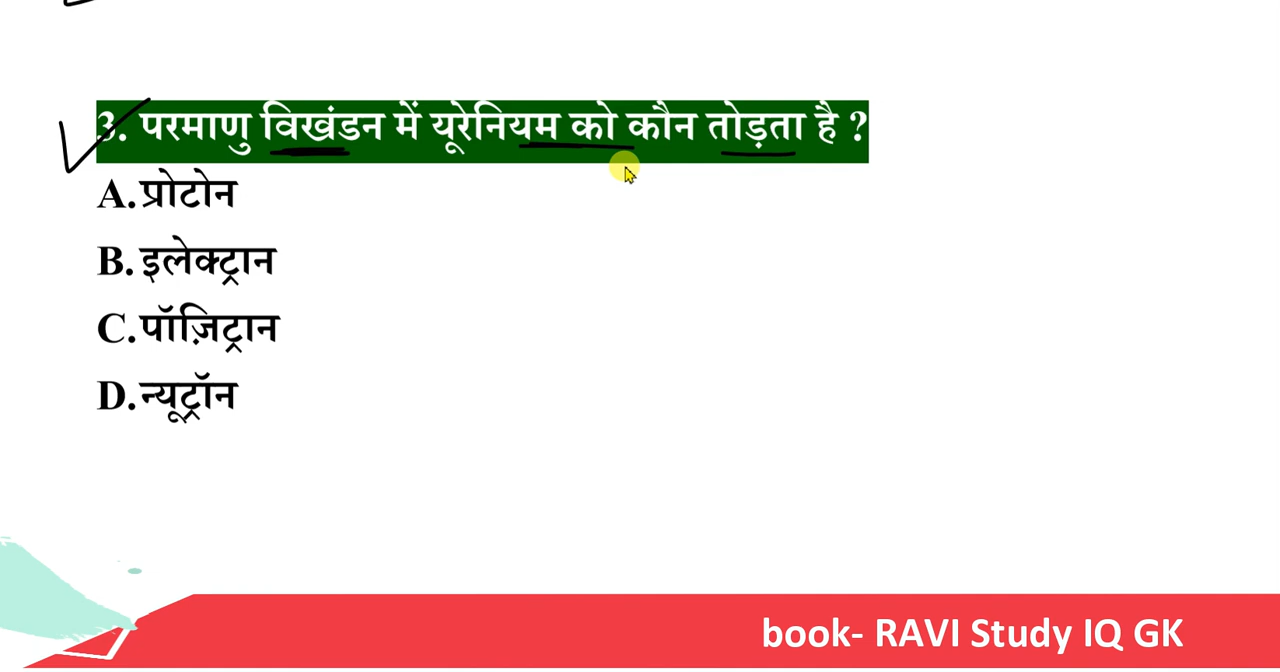 3. परमाणु विखंडन में यूरेनियम को कौन तोड़ता है ?
A.प्रोटोन
B.इलेक्ट्रान
C.पॉज़िट्रान
D.न्यूट्रॉन
book- RAVI Study IQ GK